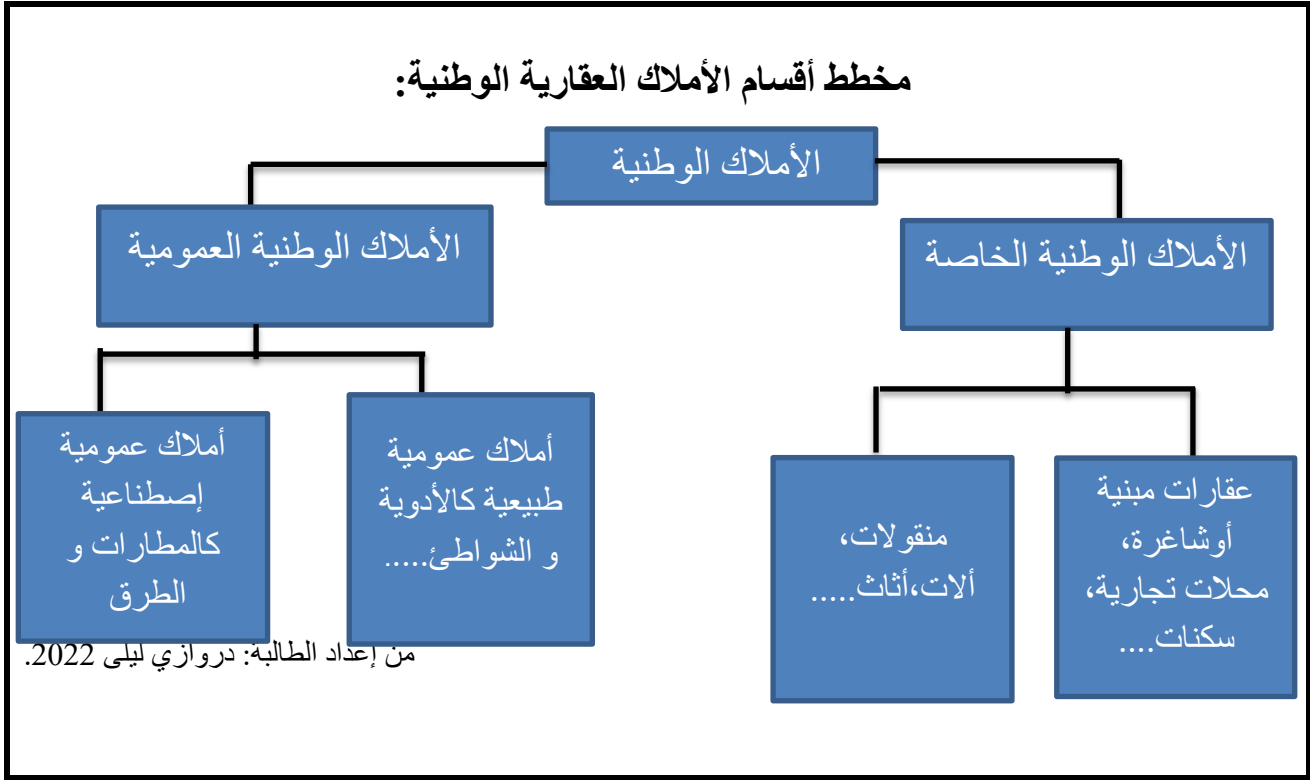 مخطط أقسام الأملاك العقارية الوطنية:
الأملاك الوطنية
الأملاك الوطنية الخاصة
الأملاك الوطنية العمومية
عقارات مبنية
أوشاغرة،
محلات تجارية،
سكنات....
منقولات،
ألات،أثاث.....
أملاك عمومية
طبيعية كالأدوية
و الشواطئ.....
أملاك عمومية
إصطناعية
كالمطارات و
الطرق
من إعداد الطالبة: دروازي ليلى 2022.